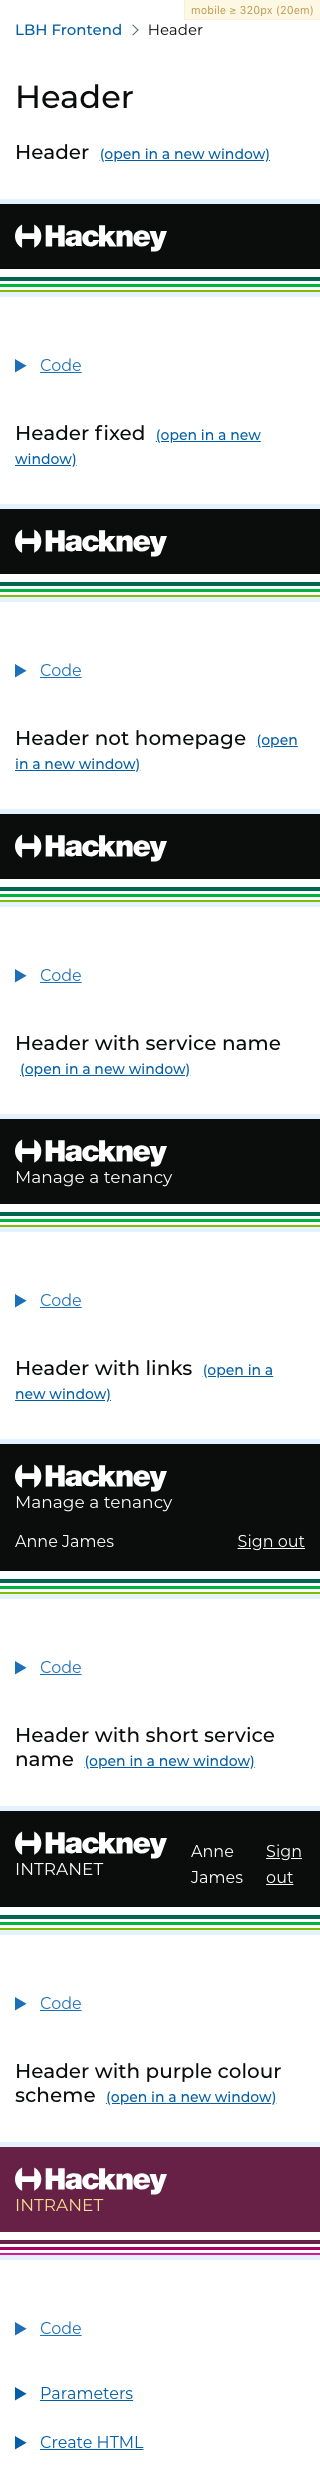 mobile ≥ 320px (20em)
LBH Frontend > Header
Header
Header (open in a new window)
Hackney
Code
Header fixed (open in a new
window)
Hackney
Code
Header not homepage (open
in a new window)
Hackney
Code
Header with service name
(open in a new window)
Hackney
Manage a tenancy
Code
Header with links (open in a
new window)
Hackney
Manage a tenancy
Anne James Sign out
Code
Header with short service
name (open in a new window)
Hackney
INTRANET
Anne Sign
James out
Code
Header with purple colour
scheme (open in a new window)
Hackney
INTRANET
Code
Parameters
Create HTML